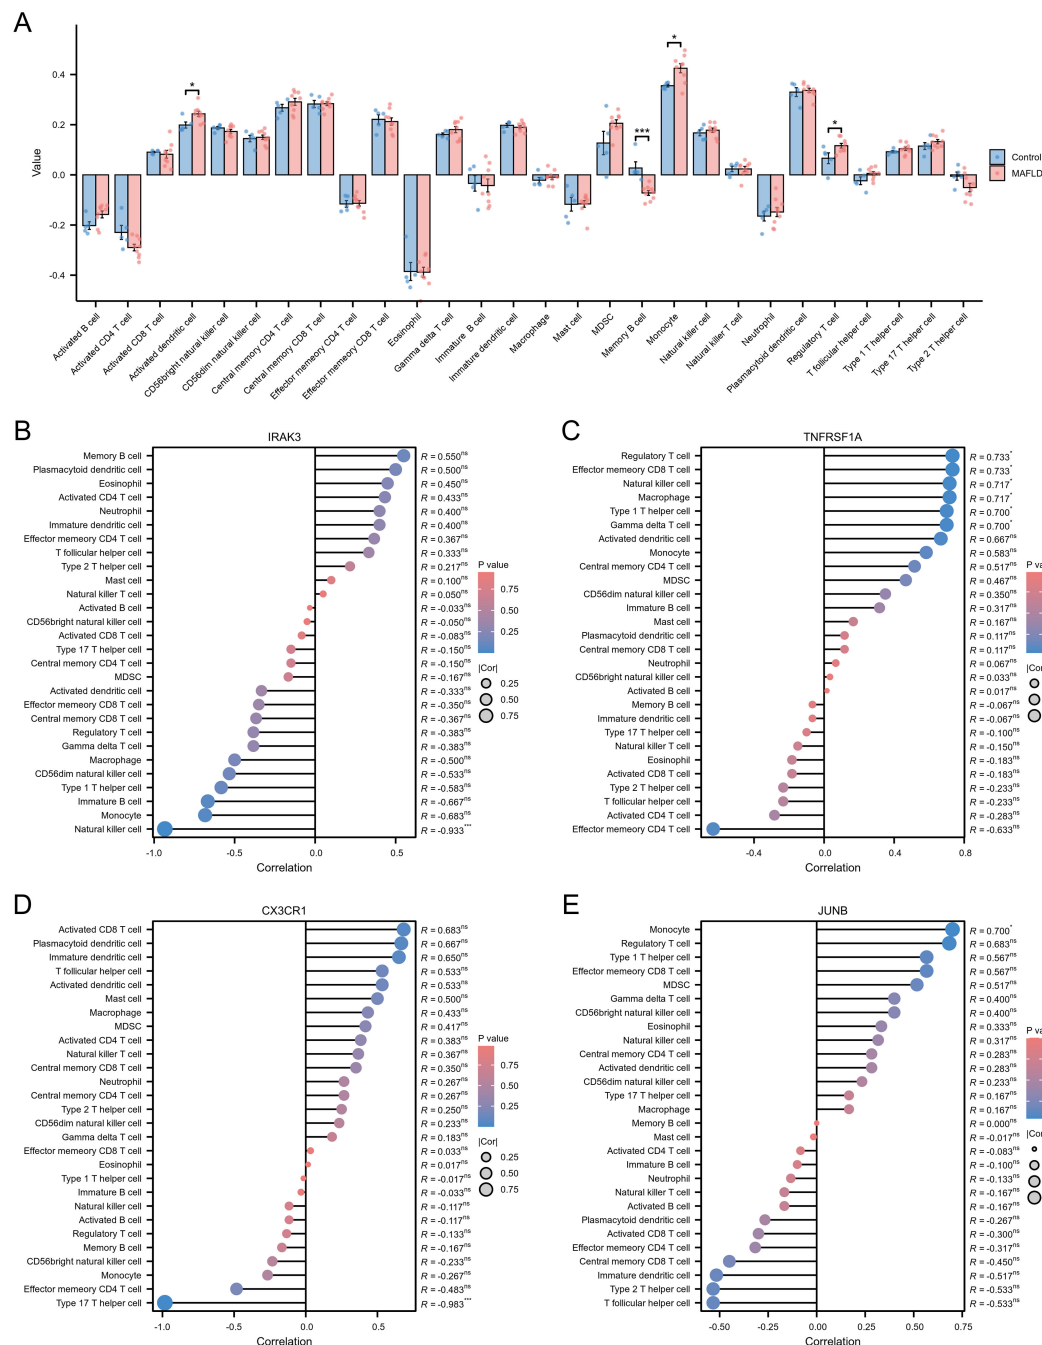 A
Value
0.4
0.2
0.0
-0.2
-0.4
*
***
*
*
Control
MAFLD
Activated B cell
Activated CD4 T cell
Activated CD8 T cell
Activated dendritic cell
CD56bright natural killer cell
CD56dim natural killer cell
Central memory CD4 T cell
Central memory CD8 T cell
Effector memeory CD4 T cell
Effector memeory CD8 T cell
Eosinophil
Gamma delta T cell
Immature B cell
Immature dendritic cell
Macrophage
Mast cell
MDSC
Memory B cell
Monocyte
Natural killer cell
Natural killer T cell
Neutrophil
Plasmacytoid dendritic cell
Regulatory T cell
T follicular helper cell
Type 1 T helper cell
Type 17 T helper cell
Type 2 T helper cell
B
IRAK3
Memory B cell R = 0.550ns
Plasmacytoid dendritic cell R = 0.500ns
Eosinophil R = 0.450ns
Activated CD4 T cell R = 0.433ns
Neutrophil R = 0.400ns
Immature dendritic cell R = 0.400ns
Effector memeory CD4 T cell R = 0.367ns
T follicular helper cell R = 0.333ns
Type 2 T helper cell R = 0.217ns
Mast cell R = 0.100ns
Natural killer T cell R = 0.050ns
Activated B cell R = -0.033ns
CD56bright natural killer cell R = -0.050ns
Activated CD8 T cell R = -0.083ns
Type 17 T helper cell R = -0.150ns
Central memory CD4 T cell R = -0.150ns
MDSC R = -0.167ns
Activated dendritic cell R = -0.333ns
Effector memeory CD8 T cell R = -0.350ns
Central memory CD8 T cell R = -0.367ns
Regulatory T cell R = -0.383ns
Gamma delta T cell R = -0.383ns
Macrophage R = -0.500ns
CD56dim natural killer cell R = -0.533ns
Type 1 T helper cell R = -0.583ns
Immature B cell R = -0.667ns
Monocyte R = -0.683ns
Natural killer cell R = -0.933***
-1.0 -0.5 0.0 0.5
Correlation
P value
0.75
0.50
0.25
|Cor|
0.25
0.50
0.75
C
TNFRSF1A
Regulatory T cell R = 0.733*
Effector memeory CD8 T cell R = 0.733*
Natural killer cell R = 0.717*
Macrophage R = 0.717*
Type 1 T helper cell R = 0.700*
Gamma delta T cell R = 0.700*
Activated dendritic cell R = 0.667ns
Monocyte R = 0.583ns
Central memory CD4 T cell R = 0.517ns
MDSC R = 0.467ns
CD56dim natural killer cell R = 0.350ns
Immature B cell R = 0.317ns
Mast cell R = 0.167ns
Plasmacytoid dendritic cell R = 0.117ns
Central memory CD8 T cell R = 0.117ns
Neutrophil R = 0.067ns
CD56bright natural killer cell R = 0.033ns
Activated B cell R = 0.017ns
Memory B cell R = -0.067ns
Immature dendritic cell R = -0.067ns
Type 17 T helper cell R = -0.100ns
Natural killer T cell R = -0.150ns
Eosinophil R = -0.183ns
Activated CD8 T cell R = -0.183ns
Type 2 T helper cell R = -0.233ns
T follicular helper cell R = -0.233ns
Activated CD4 T cell R = -0.283ns
Effector memeory CD4 T cell R = -0.633ns
-0.4 0.0 0.4 0.8
Correlation
P value
|Cor|
D
CX3CR1
Activated CD8 T cell R = 0.683ns
Plasmacytoid dendritic cell R = 0.667ns
Immature dendritic cell R = 0.650ns
T follicular helper cell R = 0.533ns
Activated dendritic cell R = 0.533ns
Mast cell R = 0.500ns
Macrophage R = 0.433ns
MDSC R = 0.417ns
Activated CD4 T cell R = 0.383ns
Natural killer T cell R = 0.367ns
Central memory CD8 T cell R = 0.350ns
Neutrophil R = 0.267ns
Central memory CD4 T cell R = 0.267ns
Type 2 T helper cell R = 0.250ns
CD56dim natural killer cell R = 0.233ns
Gamma delta T cell R = 0.183ns
Effector memeory CD8 T cell R = 0.033ns
Eosinophil R = 0.017ns
Type 1 T helper cell R = -0.017ns
Immature B cell R = -0.033ns
Natural killer cell R = -0.117ns
Activated B cell R = -0.117ns
Regulatory T cell R = -0.133ns
Memory B cell R = -0.167ns
CD56bright natural killer cell R = -0.233ns
Monocyte R = -0.267ns
Effector memeory CD4 T cell R = -0.483ns
Type 17 T helper cell R = -0.983***
-1.0 -0.5 0.0 0.5
Correlation
P value
0.75
0.50
0.25
|Cor|
0.25
0.50
0.75
E
JUNB
Monocyte R = 0.700*
Regulatory T cell R = 0.683ns
Type 1 T helper cell R = 0.567ns
Effector memeory CD8 T cell R = 0.567ns
MDSC R = 0.517ns
Gamma delta T cell R = 0.400ns
CD56bright natural killer cell R = 0.400ns
Eosinophil R = 0.333ns
Natural killer cell R = 0.317ns
Central memory CD4 T cell R = 0.283ns
Activated dendritic cell R = 0.283ns
CD56dim natural killer cell R = 0.233ns
Type 17 T helper cell R = 0.167ns
Macrophage R = 0.167ns
Memory B cell R = 0.000ns
Mast cell R = -0.017ns
Activated CD4 T cell R = -0.083ns
Immature B cell R = -0.100ns
Neutrophil R = -0.133ns
Natural killer T cell R = -0.167ns
Activated B cell R = -0.167ns
Plasmacytoid dendritic cell R = -0.267ns
Activated CD8 T cell R = -0.300ns
Effector memeory CD4 T cell R = -0.317ns
Central memory CD8 T cell R = -0.450ns
Immature dendritic cell R = -0.517ns
Type 2 T helper cell R = -0.533ns
T follicular helper cell R = -0.533ns
-0.50 -0.25 0.00 0.25 0.50 0.75
Correlation
P value
|Cor